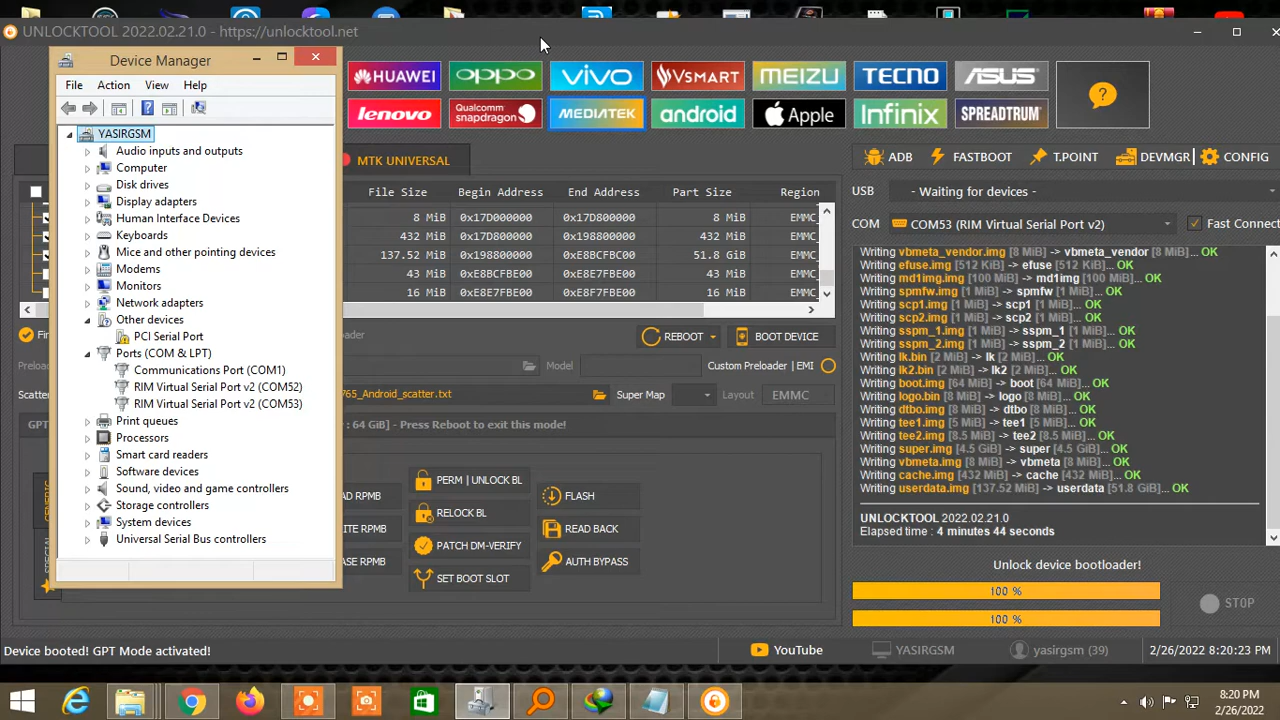 UNLOCKTOOL 2022.02.21.0 - https://unlocktool.net
Device Manager
File Action View Help
YASIRGSM
Audio inputs and outputs
Computer
Disk drives
Display adapters
Human Interface Devices
Keyboards
Mice and other pointing devices
Modems
Monitors
Network adapters
Other devices
PCI Serial Port
Ports (COM & LPT)
Communications Port (COM1)
RIM Virtual Serial Port v2 (COM52)
RIM Virtual Serial Port v2 (COM53)
Print queues
Processors
Smart card readers
Software devices
Sound, video and game controllers
Storage controllers
System devices
Universal Serial Bus controllers
HUAWEI oppo vivo VSMART MEIZU TECNO ASUS
lenovo Qualcomm snapdragon MEDIATEK android Apple Infinix SPREADTRUM
?
MTK UNIVERSAL
ADB FASTBOOT T.POINT DEVMGR CONFIG
File Size Begin Address End Address Part Size Region
8 MiB 0x17D000000 0x17D800000 8 MiB EMMC_
432 MiB 0x17D800000 0x198800000 432 MiB EMMC_
137.52 MiB 0x198800000 0xE8BCFBC00 51.8 GiB EMMC_
43 MiB 0xE8BCFBE00 0xE8E7FBE00 43 MiB EMMC_
16 MiB 0xE8E7FBE00 0xE8F7FBE00 16 MiB EMMC_
USB - Waiting for devices -
COM COM53 (RIM Virtual Serial Port v2) Fast Connect
REBOOT BOOT DEVICE
Model Custom Preloader | EMI
765_Android_scatter.txt Super Map Layout EMMC
GPT : 64 GiB] - Press Reboot to exit this mode!
PERM | UNLOCK BL
RELOCK BL
PATCH DM-VERIFY
SET BOOT SLOT
FLASH
READ BACK
AUTH BYPASS
Writing vbmeta_vendor.img [8 MiB] -> vbmeta_vendor [8 MiB]... OK
Writing efuse.img [512 KiB] -> efuse [512 KiB]... OK
Writing md1img.img [100 MiB] -> md1img [100 MiB]... OK
Writing spmfw.img [1 MiB] -> spmfw [1 MiB]... OK
Writing scp1.img [1 MiB] -> scp1 [1 MiB]... OK
Writing scp2.img [1 MiB] -> scp2 [1 MiB]... OK
Writing sspm_1.img [1 MiB] -> sspm_1 [1 MiB]... OK
Writing sspm_2.img [1 MiB] -> sspm_2 [1 MiB]... OK
Writing lk.bin [2 MiB] -> lk [2 MiB]... OK
Writing lk2.bin [2 MiB] -> lk2 [2 MiB]... OK
Writing boot.img [64 MiB] -> boot [64 MiB]... OK
Writing logo.bin [8 MiB] -> logo [8 MiB]... OK
Writing dtbo.img [8 MiB] -> dtbo [8 MiB]... OK
Writing tee1.img [5 MiB] -> tee1 [5 MiB]... OK
Writing tee2.img [8.5 MiB] -> tee2 [8.5 MiB]... OK
Writing super.img [4.5 GiB] -> super [4.5 GiB]... OK
Writing vbmeta.img [8 MiB] -> vbmeta [8 MiB]... OK
Writing cache.img [432 MiB] -> cache [432 MiB]... OK
Writing userdata.img [137.52 MiB] -> userdata [51.8 GiB]... OK
UNLOCKTOOL 2022.02.21.0
Elapsed time : 4 minutes 44 seconds
Unlock device bootloader!
100 %
100 %
STOP
Device booted! GPT Mode activated!
YouTube YASIRGSM yasirgsm (39) 2/26/2022 8:20:23 PM
8:20 PM
2/26/2022